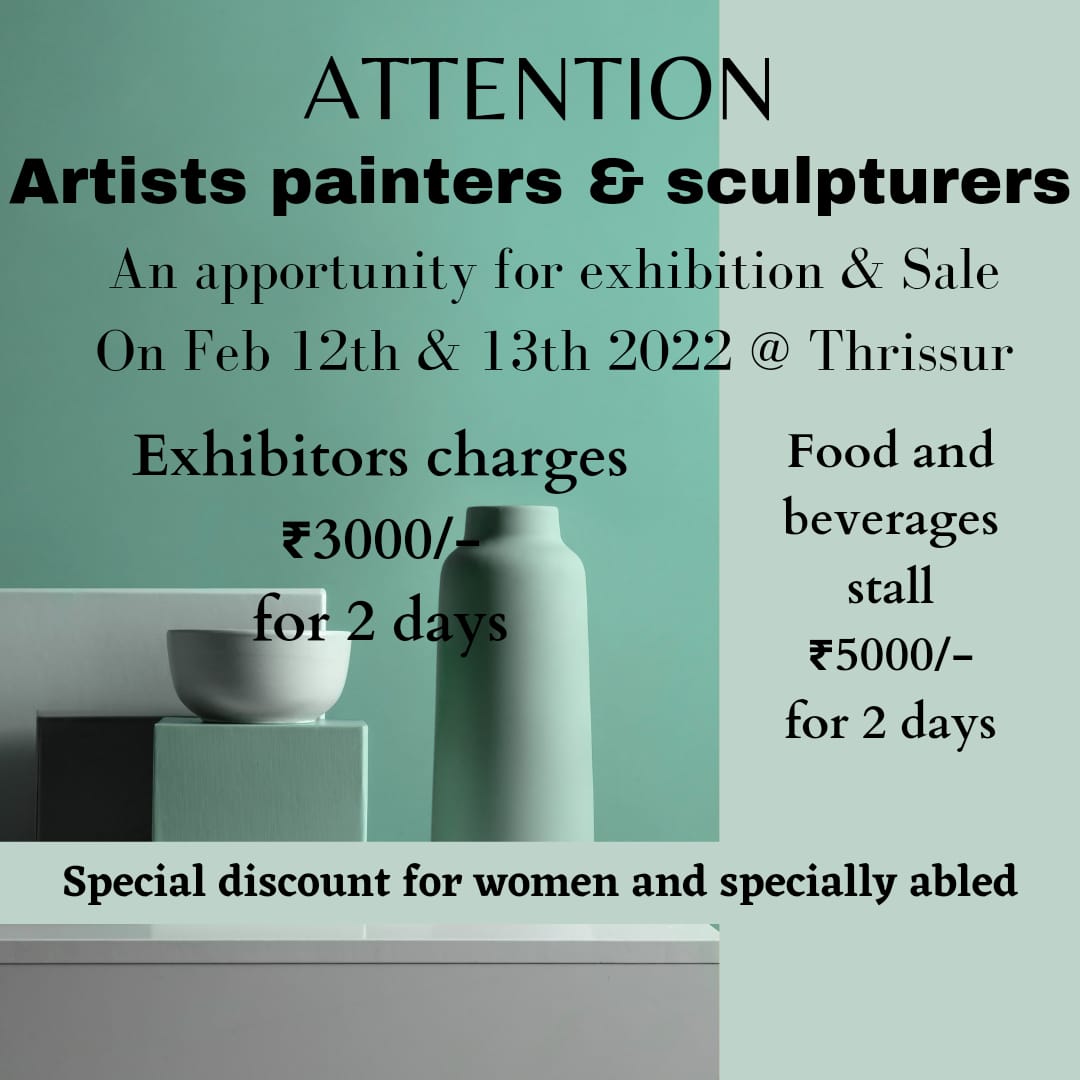 ATTENTION
Artists painters & sculpturers
An apportunity for exhibition & Sale
On Feb 12th & 13th 2022 @ Thrissur
Exhibitors charges
₹3000/-
for 2 days
Food and
beverages
stall
₹5000/-
for 2 days
Special discount for women and specially abled